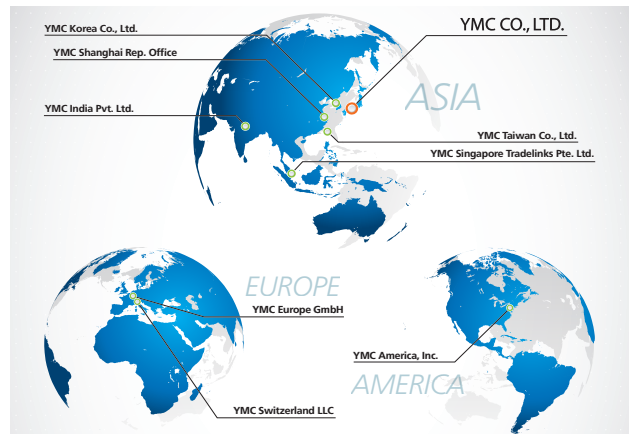 YMC Korea Co., Ltd.
YMC CO., LTD.
YMC Shanghai Rep. Office
ASIA
YMC India Pvt. Ltd.
YMC Taiwan Co., Ltd.
YMC Singapore Tradelinks Pte. Ltd.
EUROPE
YMC Europe GmbH
YMC Switzerland LLC
YMC America, Inc.
AMERICA